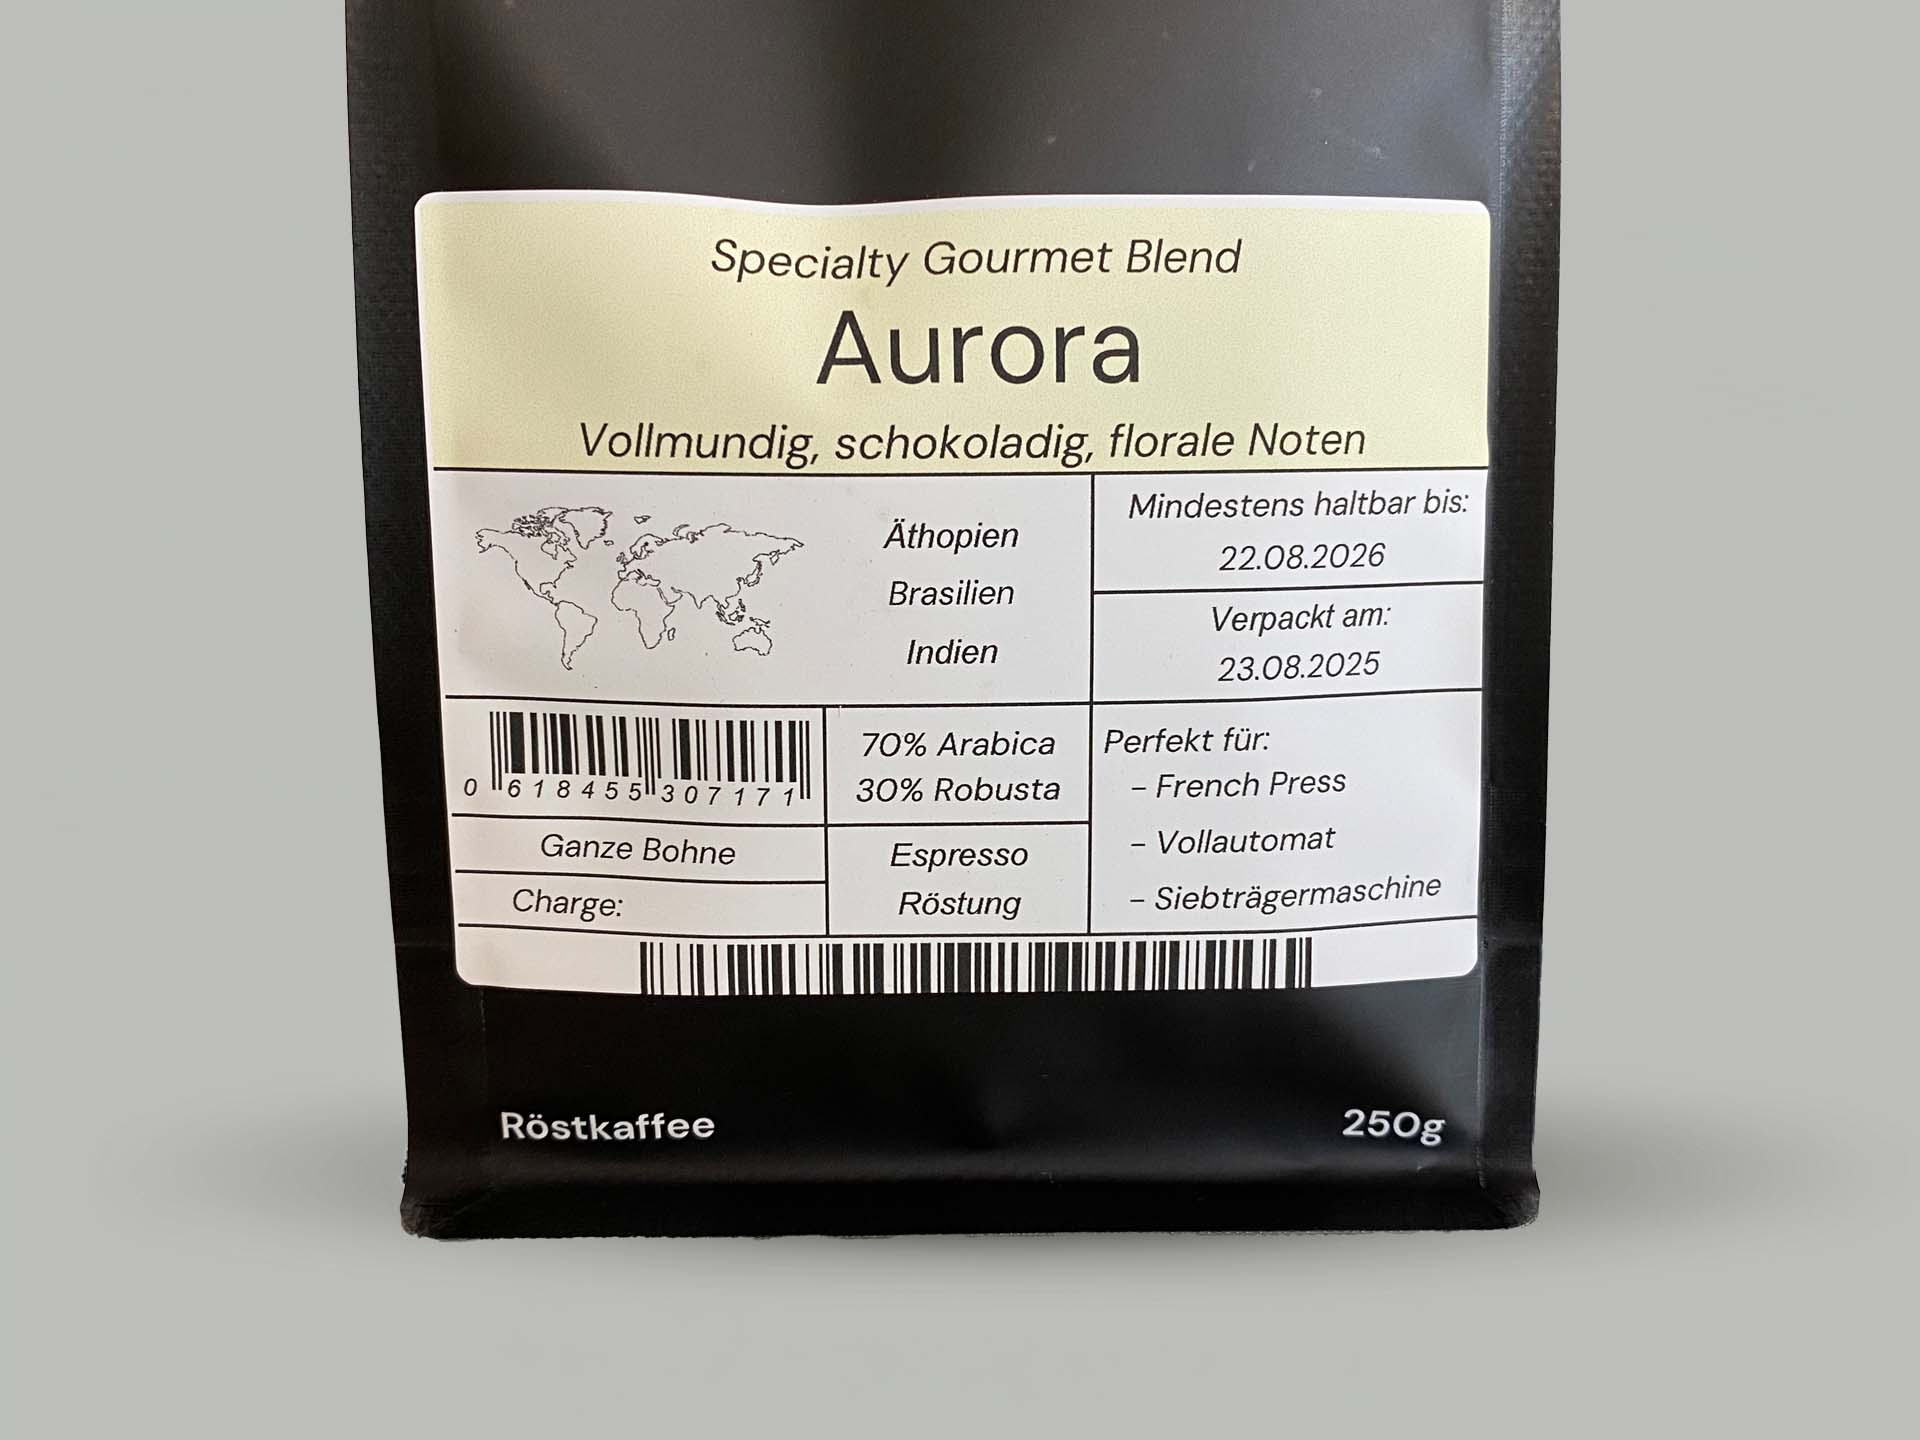 Specialty Gourmet Blend
Aurora
Vollmundig, schokoladig, florale Noten
Äthopien
Brasilien
Indien
Mindestens haltbar bis:
22.08.2026
Verpackt am:
23.08.2025
0 618455 307171
70% Arabica
30% Robusta
Perfekt für:
– French Press
– Vollautomat
– Siebträgermaschine
Ganze Bohne
Charge:
Espresso
Röstung
Röstkaffee
250g